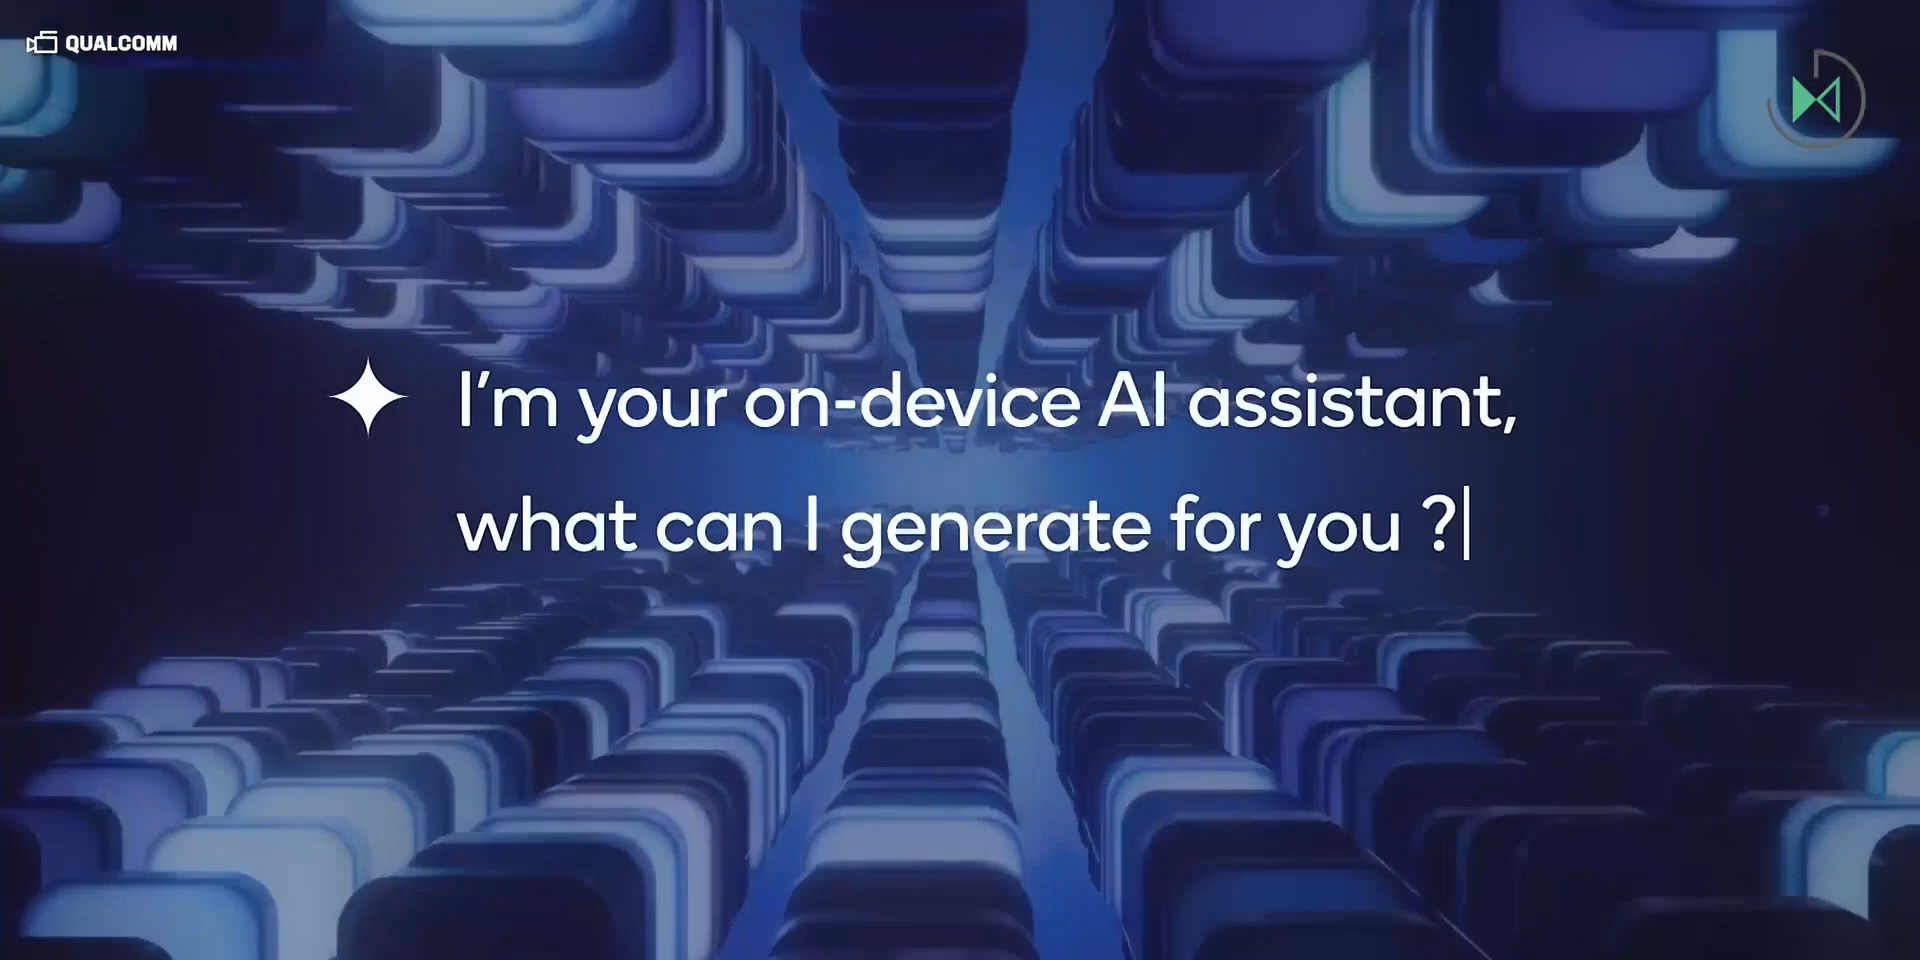 QUALCOMM
I'm your on-device AI assistant,
what can I generate for you ?